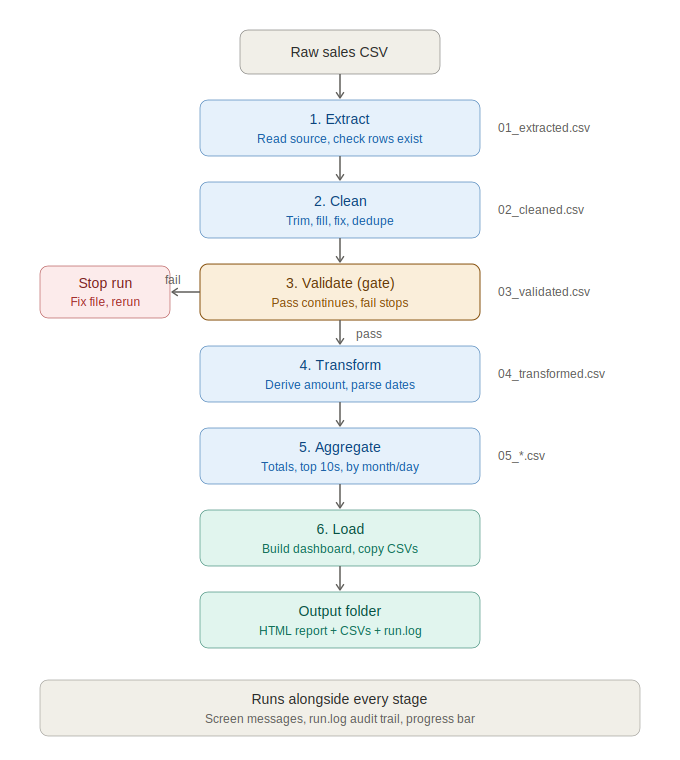 Raw sales CSV
1. Extract
Read source, check rows exist
01_extracted.csv
2. Clean
Trim, fill, fix, dedupe
02_cleaned.csv
Stop run
Fix file, rerun
fail
3. Validate (gate)
Pass continues, fail stops
03_validated.csv
pass
4. Transform
Derive amount, parse dates
04_transformed.csv
5. Aggregate
Totals, top 10s, by month/day
05_*.csv
6. Load
Build dashboard, copy CSVs
Output folder
HTML report + CSVs + run.log
Runs alongside every stage
Screen messages, run.log audit trail, progress bar